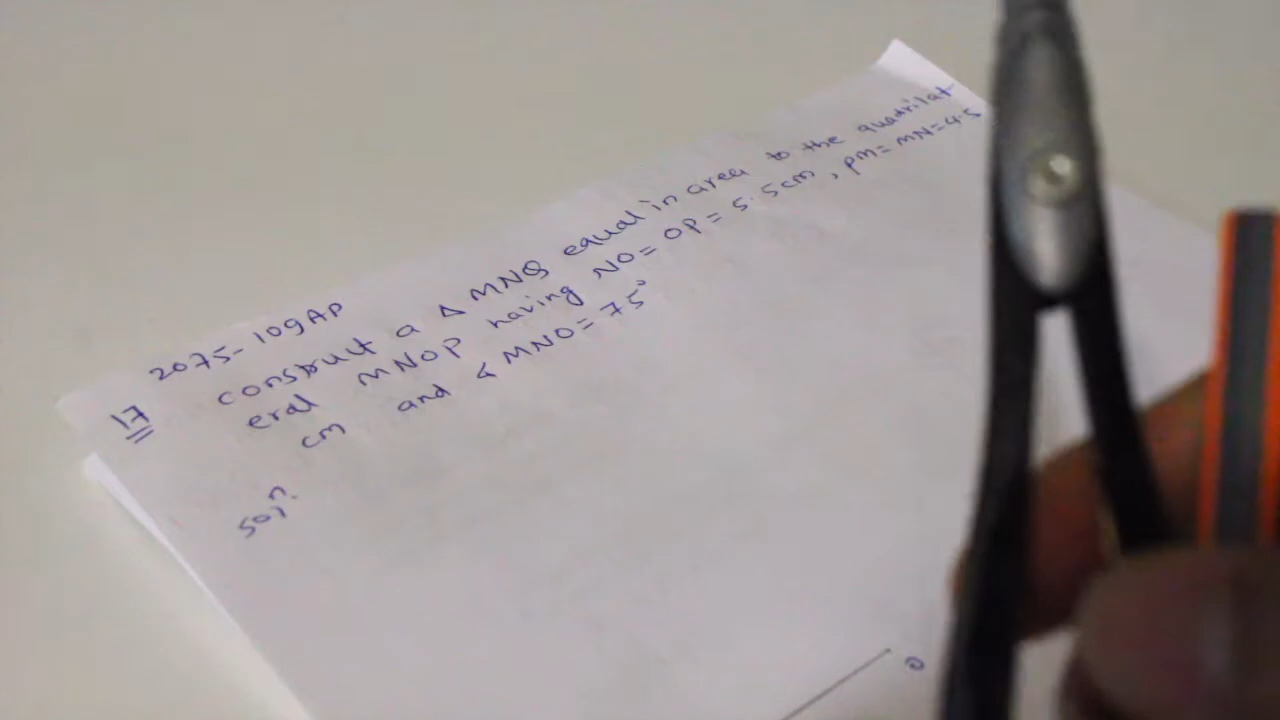 2075-109AP
17 construct a Δ MNQ equal in area to the quadrilat
eral MNOP having NO = OP = 5.5cm, PM = MN = 4.5
cm and ∠ MNO = 75°
soln.
O